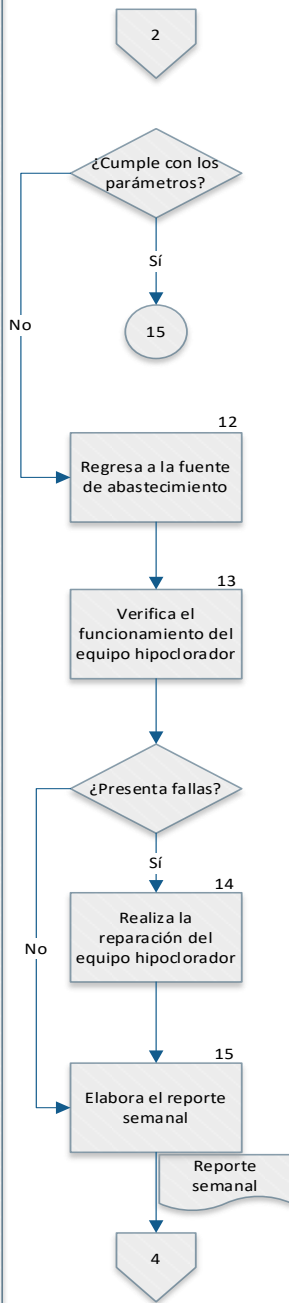 2
¿Cumple con los
parámetros?
Sí
No
15
12
Regresa a la fuente
de abastecimiento
13
Verifica el
funcionamiento del
equipo hipoclorador
¿Presenta fallas?
Sí
14
No
Realiza la
reparación del
equipo hipoclorador
15
Elabora el reporte
semanal
Reporte
semanal
4